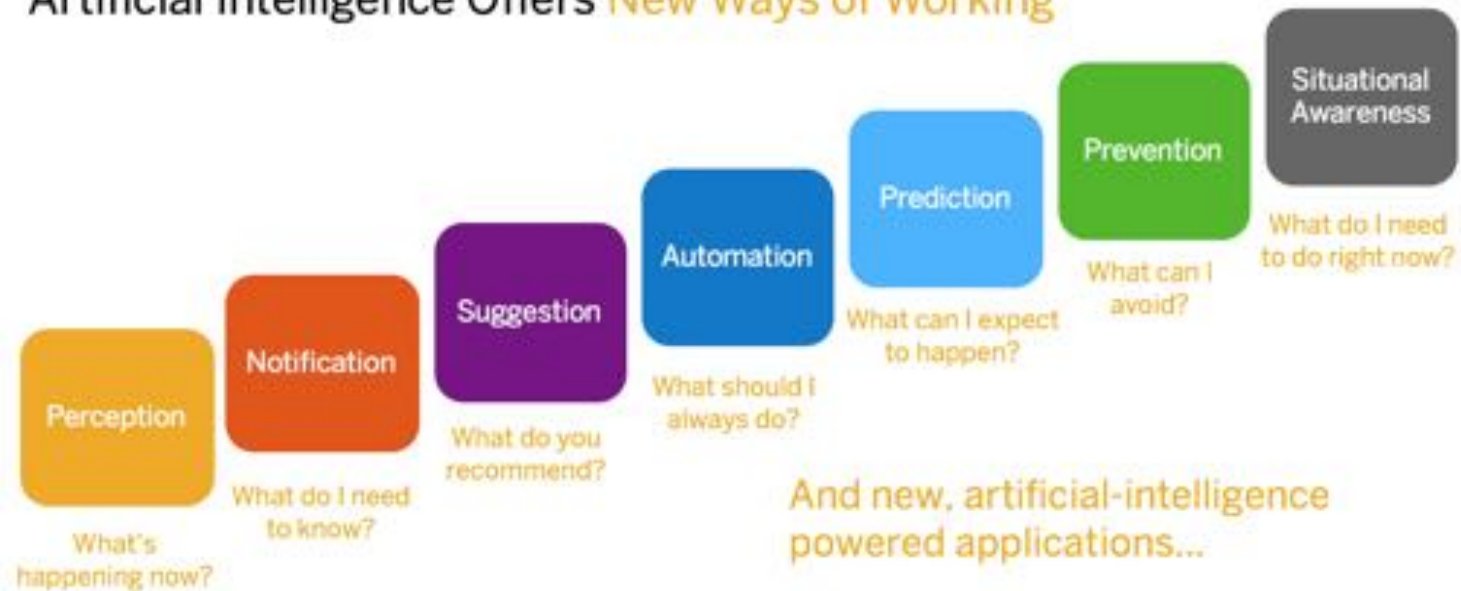 Artificial Intelligence Offers New Ways of Working
Situational
Awareness
What do I need
to do right now?
Prevention
What can I
avoid?
Prediction
What can I expect
to happen?
Automation
What should I
always do?
Suggestion
What do you
recommend?
Notification
What do I need
to know?
Perception
What's
happening now?
And new, artificial-intelligence
powered applications...